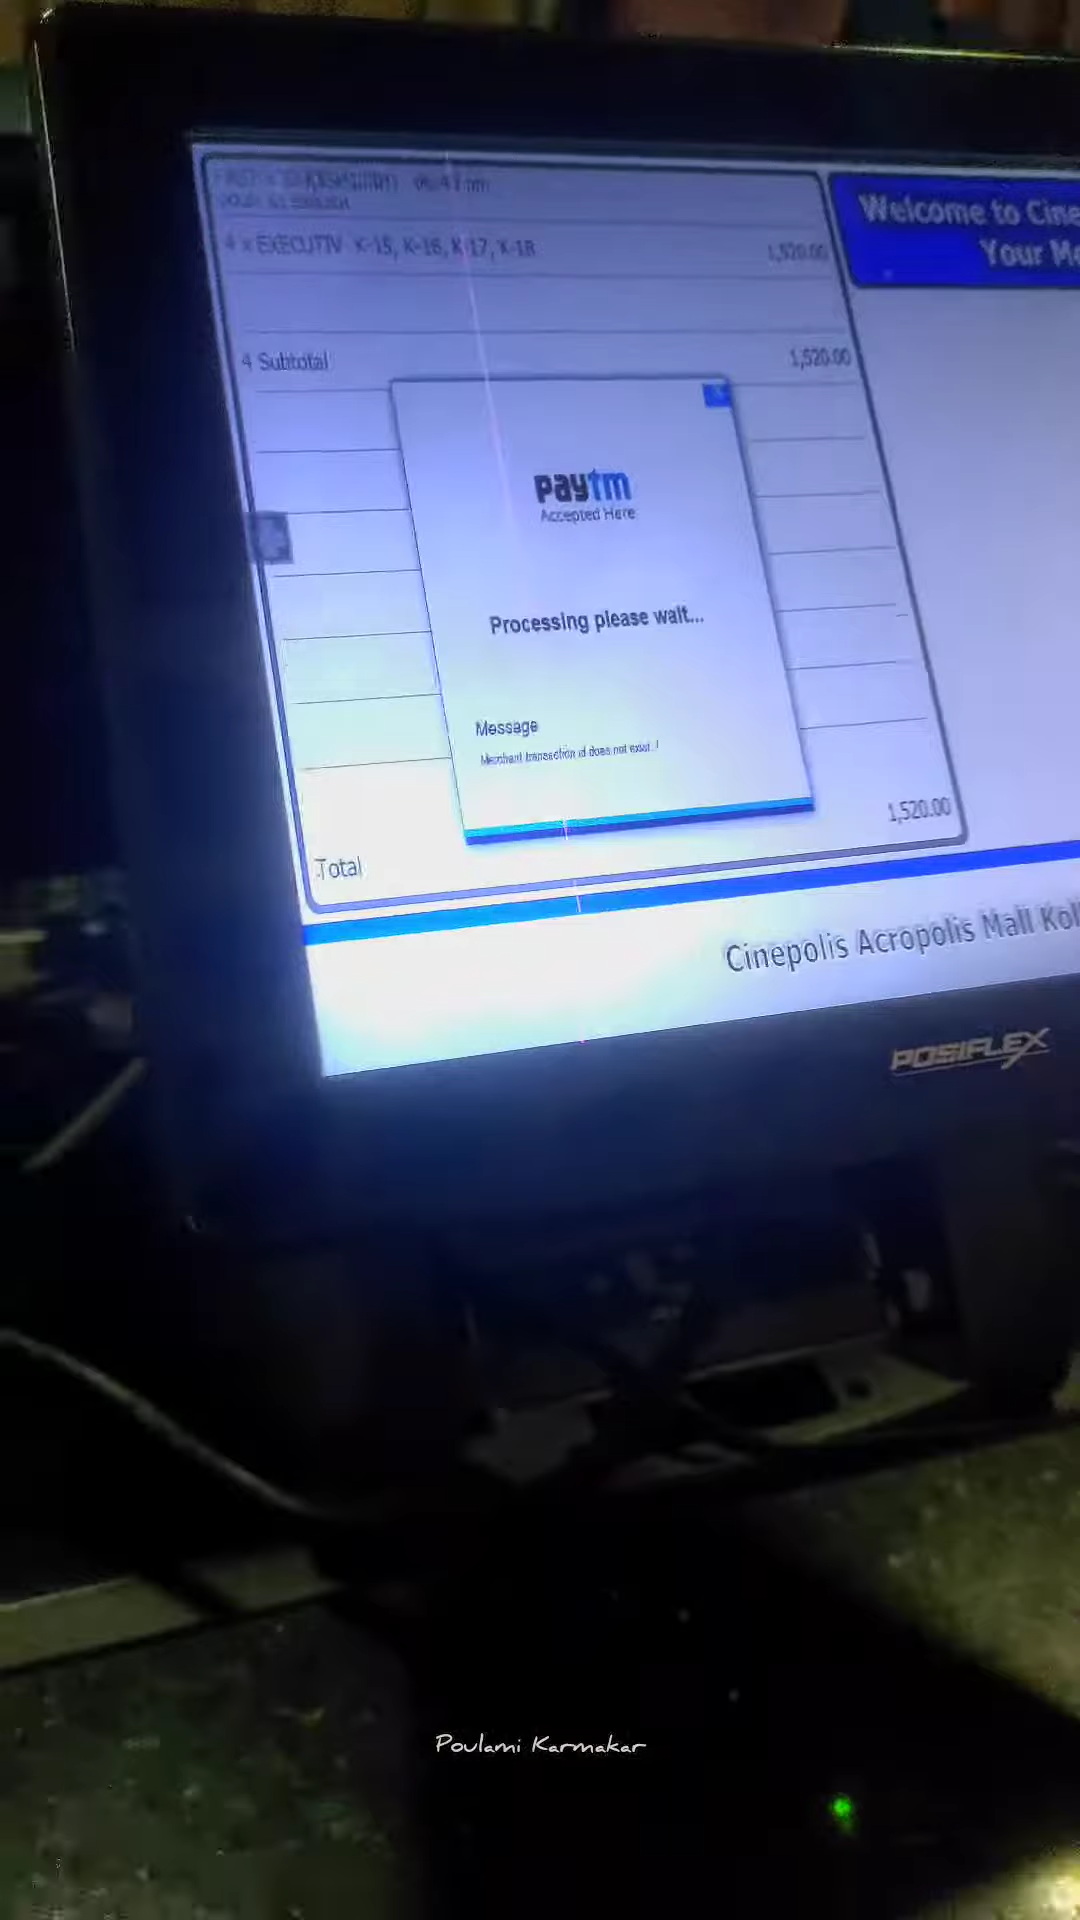 4 x EXECUTIV K-15, K-16, K-17, K-18 1,520.00
4 Subtotal 1,520.00
paytm
Accepted Here
Processing please wait...
Message
Merchant transaction id does not exist !
Total 1,520.00
Welcome to Cine
Your Mo
Cinepolis Acropolis Mall Kol
POSIFLEX
Poulami Karmakar